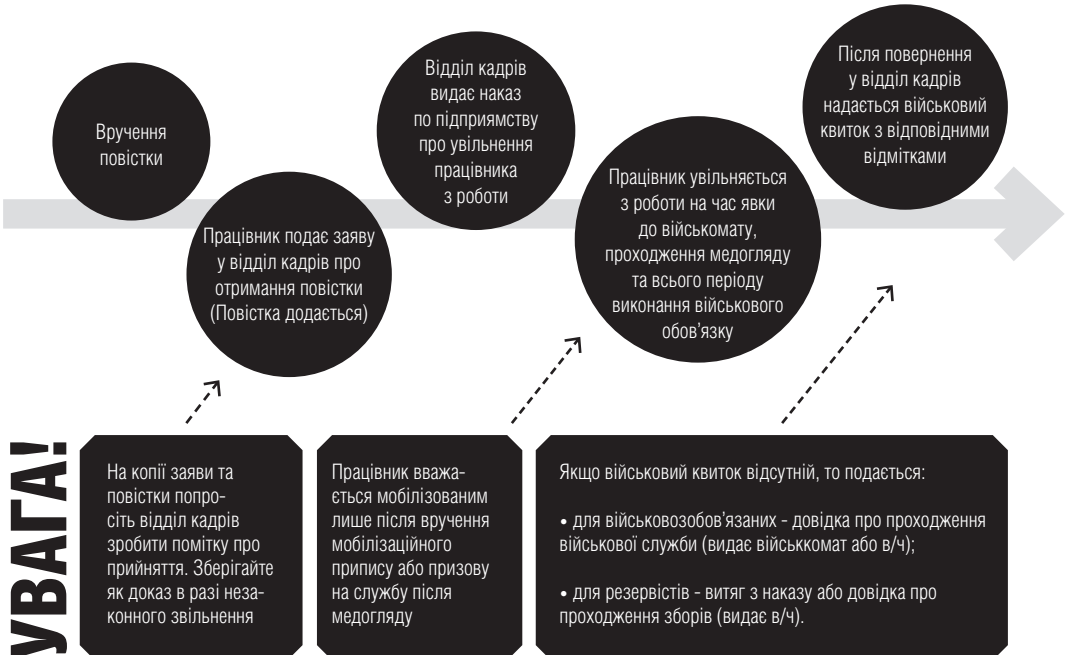 Вручення
повістки
Працівник подає заяву
у відділ кадрів про
отримання повістки
(Повістка додається)
Відділ кадрів
видає наказ
по підприямству
про увільнення
працівника
з роботи
Працівник увільняється
з роботи на час явки
до військомату,
проходження медогляду
та всього періоду
виконання військового
обов’язку
Після повернення
у відділ кадрів
надається військовий
квиток з відповідними
відмітками
УВАГА!
На копії заяви та
повістки попро-
сіть відділ кадрів
зробити помітку про
прийняття. Зберігайте
як доказ в разі неза-
конного звільнення
Працівник вважа-
ється мобілізованим
лише після вручення
мобілізаційного
припису або призову
на службу після
медогляду
Якщо військовий квиток відсутній, то подається:
• для військовозобов’язаних - довідка про проходження
військової служби (видає військкомат або в/ч);
• для резервістів - витяг з наказу або довідка про
проходження зборів (видає в/ч).